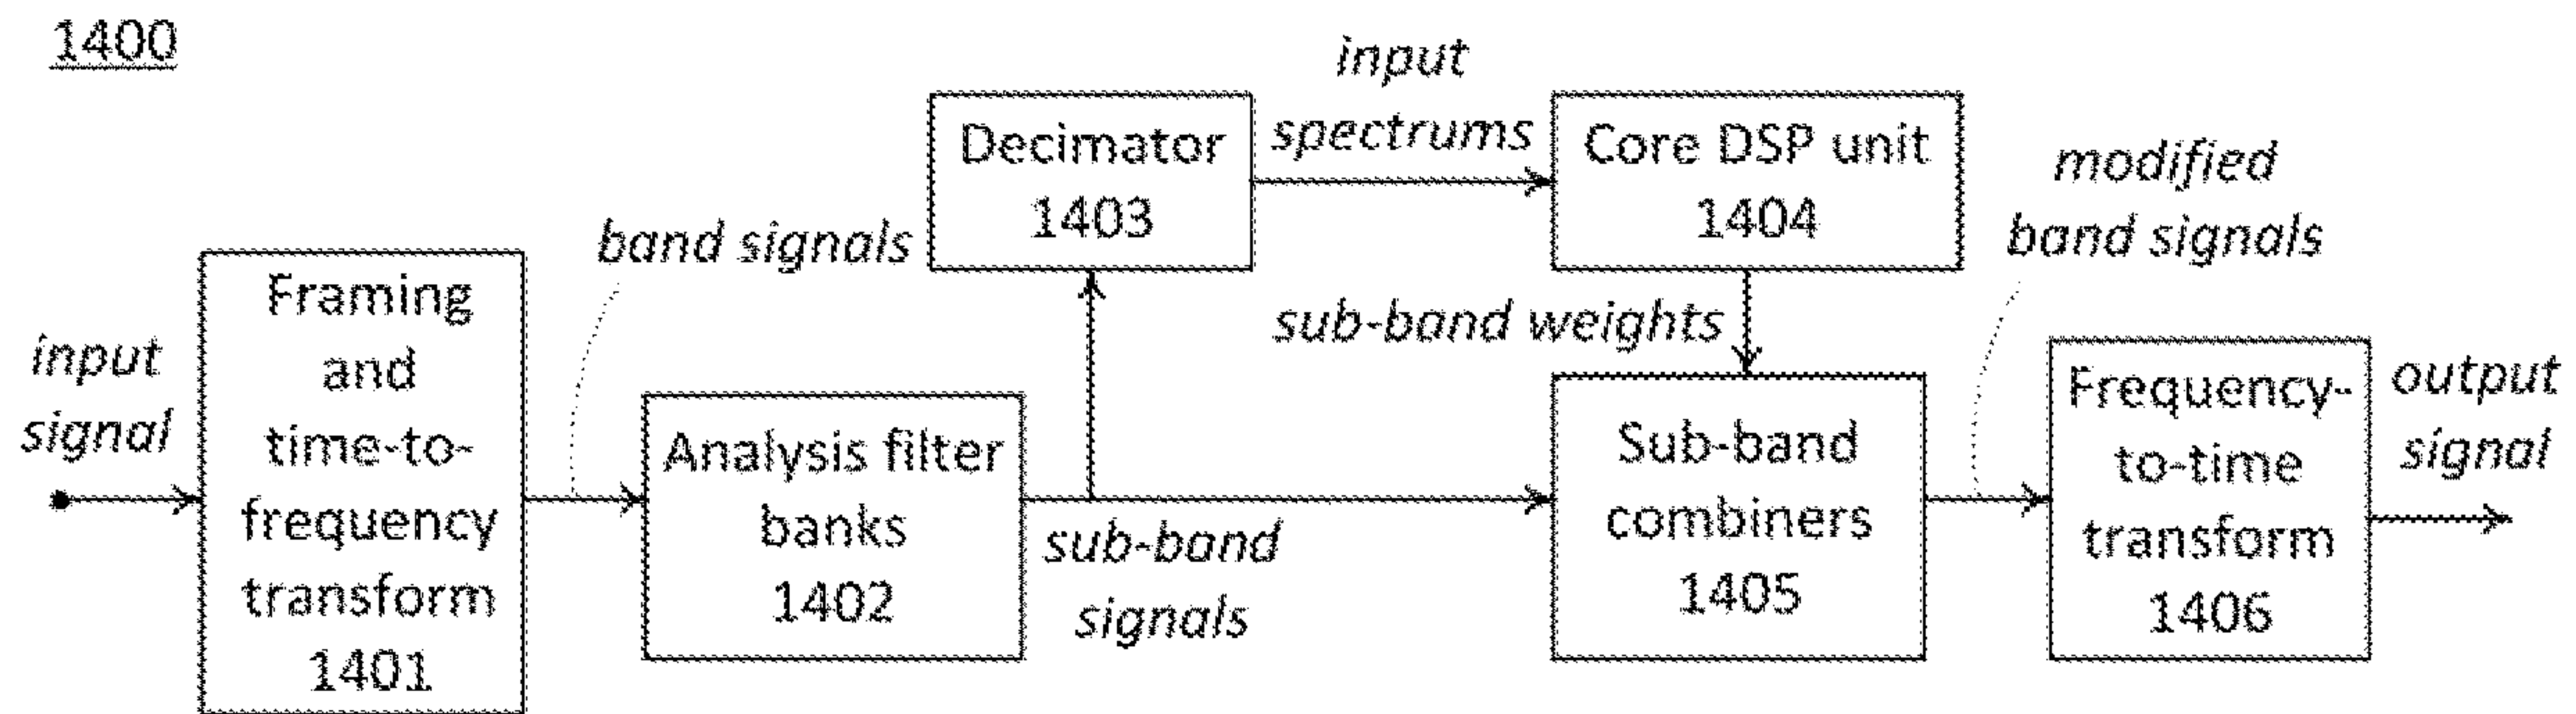 1400
input
signal
Framing
and
time-to-
frequency
transform
1401
band signals
Analysis filter
banks
1402
sub-band
signals
Decimator
1403
input
spectrums
Core DSP unit
1404
sub-band weights
Sub-band
combiners
1405
modified
band signals
Frequency-
to-time
transform
1406
output
signal